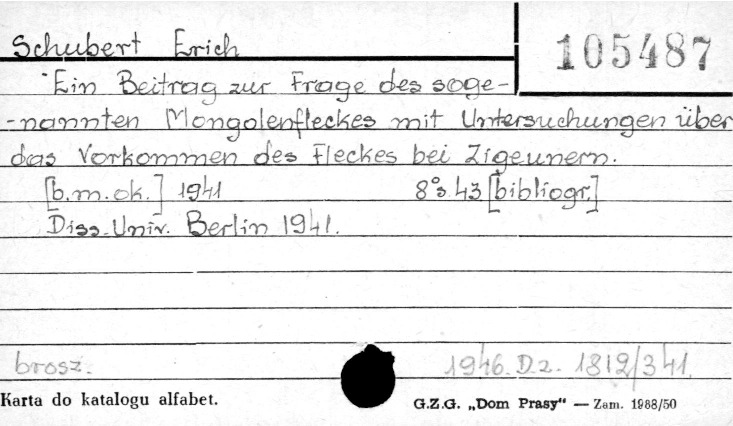 Schubert Erich
105487
Ein Beitrag zur Frage des soge-
-nannten Mongolenfleckes mit Untersuchungen über
das Vorkommen des Fleckes bei Zigeunern.
[b.m.ok.] 1941 8°s.43 [bibliogr.]
Diss. Univ. Berlin 1941.
brosz. 1946. D.z. 1812/341.
Karta do katalogu alfabet. G.Z.G. „Dom Prasy" — Zam. 1988/50